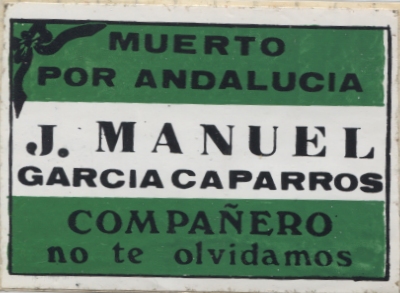 MUERTO
POR ANDALUCIA
J. MANUEL
GARCIA CAPARROS
COMPAÑERO
no te olvidamos